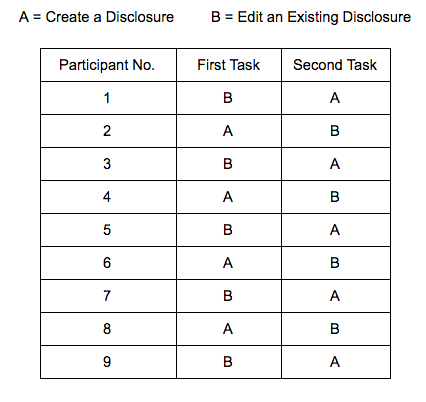 A = Create a Disclosure B = Edit an Existing Disclosure
Participant No. First Task Second Task
1 B A
2 A B
3 B A
4 A B
5 B A
6 A B
7 B A
8 A B
9 B A